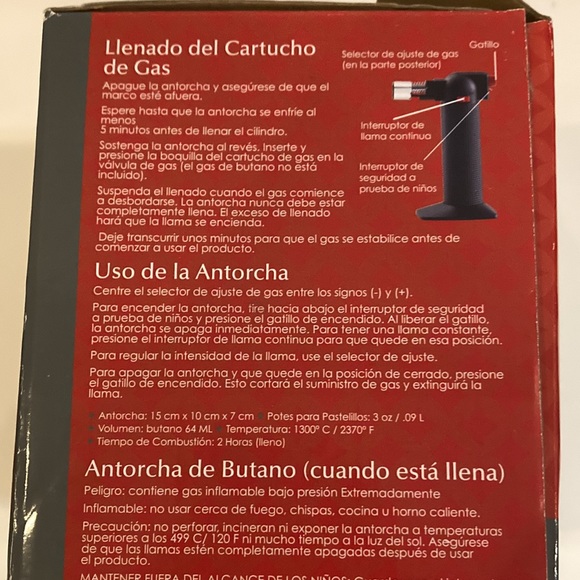 Llenado del Cartucho
de Gas
Apague la antorcha y asegúrese de que el
marco esté afuera.
Espere hasta que la antorcha se enfríe al
menos
5 minutos antes de llenar el cilindro.
Sostenga la antorcha al revés. Inserte y
presione la boquilla del cartucho de gas en la
válvula de gas (el gas de butano no está
incluido).
Suspenda el llenado cuando el gas comience
a desbordarse. La antorcha nunca debe estar
completamente llena. El exceso de llenado
hará que la llama se encienda.
Deje transcurrir unos minutos para que el gas se estabilice antes de
comenzar a usar el producto.
Selector de ajuste de gas
(en la parte posterior)
Gatillo
Interruptor de
llama continua
Interruptor de
seguridad a
prueba de niños
Uso de la Antorcha
Centre el selector de ajuste de gas entre los signos (-) y (+).
Para encender la antorcha, tire hacia abajo el interruptor de seguridad
a prueba de niños y presione el gatillo de encendido. Al liberar el gatillo,
la antorcha se apaga inmediatamente. Para tener una llama constante,
presione el interruptor de llama continua para que quede en esa posición.
Para regular la intensidad de la llama, use el selector de ajuste.
Para apagar la antorcha y que quede en la posición de cerrado, presione
el gatillo de encendido. Esto cortará el suministro de gas y extinguirá la
llama.
• Antorcha: 15 cm x 10 cm x 7 cm • Potes para Pastelillos: 3 oz / .09 L
• Volumen: butano 64 ML • Temperatura: 1300° C / 2370° F
• Tiempo de Combustión: 2 Horas (lleno)
Antorcha de Butano (cuando está llena)
Peligro: contiene gas inflamable bajo presión Extremadamente
Inflamable: no usar cerca de fuego, chispas, cocina u horno caliente.
Precaución: no perforar, incineran ni exponer la antorcha a temperaturas
superiores a los 499 C/ 120 F ni mucho tiempo a la luz del sol. Asegúrese
de que las llamas estén completamente apagadas después de usar
el producto.
MANTENER FUERA DEL ALCANCE DE LOS NIÑOS: